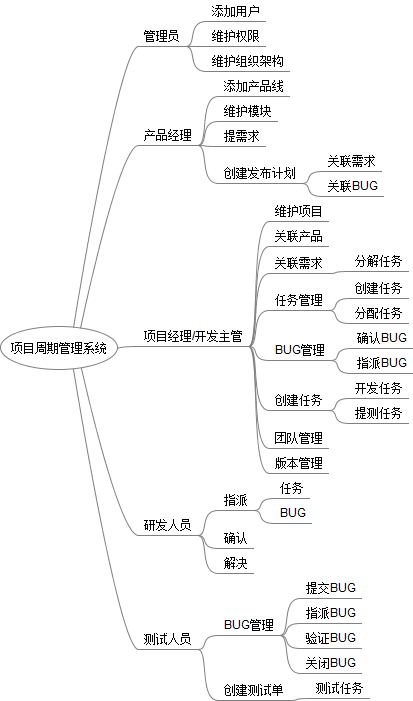 项目周期管理系统
管理员
添加用户
维护权限
维护组织架构
产品经理
添加产品线
维护模块
提需求
创建发布计划
关联需求
关联BUG
项目经理/开发主管
维护项目
关联产品
关联需求
分解任务
任务管理
创建任务
分配任务
BUG管理
确认BUG
指派BUG
创建任务
开发任务
提测任务
团队管理
版本管理
研发人员
指派
任务
BUG
确认
解决
测试人员
BUG管理
提交BUG
指派BUG
验证BUG
关闭BUG
创建测试单
测试任务